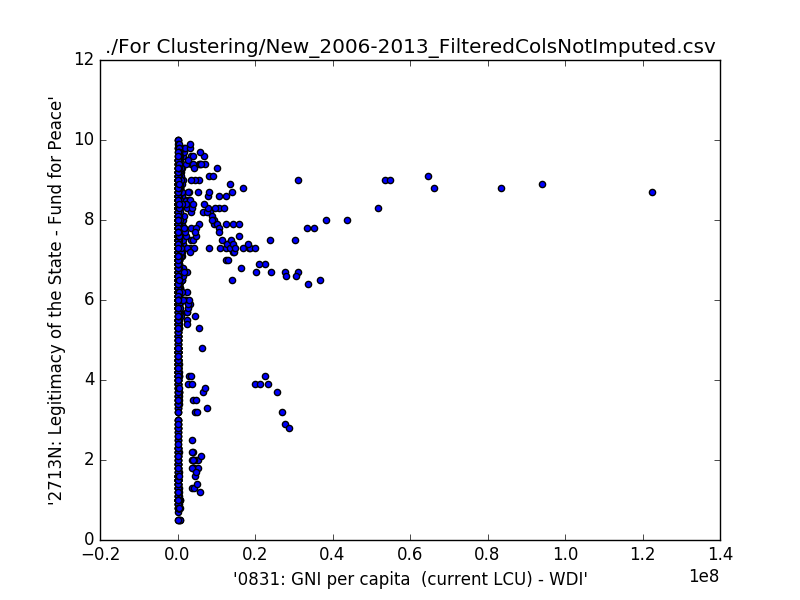 ./For Clustering/New_2006-2013_FilteredColsNotImputed.csv
'2713N: Legitimacy of the State - Fund for Peace'
12
10
8
6
4
2
0
−0.2 0.0 0.2 0.4 0.6 0.8 1.0 1.2 1.4
1e8
'0831: GNI per capita  (current LCU) - WDI'